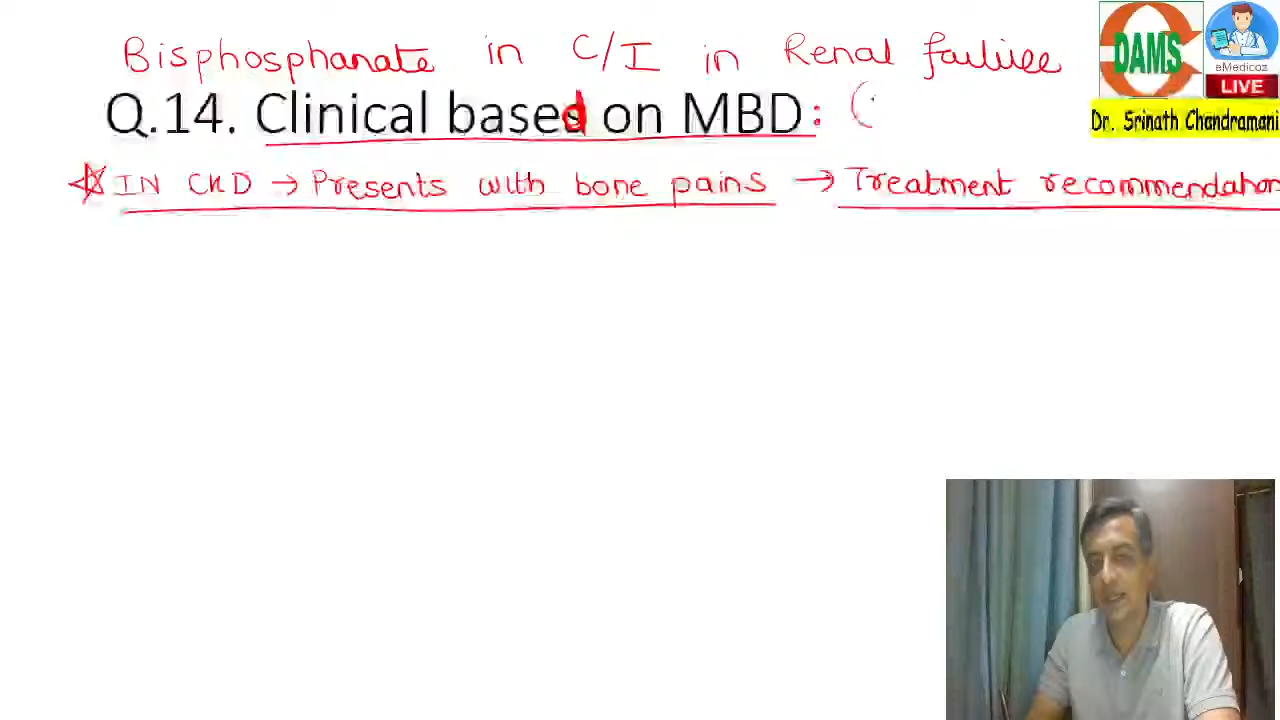 Bisphosphanate in C/I in Renal failure
Q.14. Clinical based on MBD: (
IN CKD → Presents with bone pains → Treatment recommendation
DAMS
eMedicoz
LIVE
Dr. Srinath Chandramani